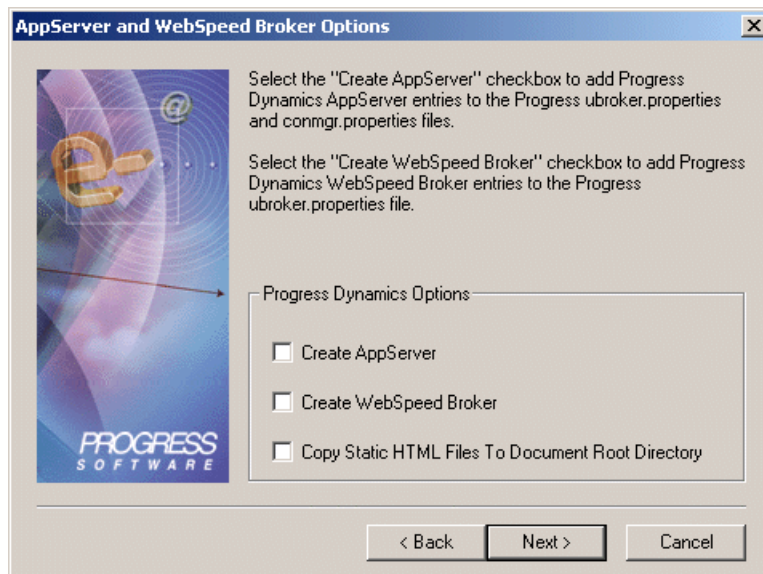 AppServer and WebSpeed Broker Options
Select the "Create AppServer" checkbox to add Progress
Dynamics AppServer entries to the Progress ubroker.properties
and conmgr.properties files.
Select the "Create WebSpeed Broker" checkbox to add Progress
Dynamics WebSpeed Broker entries to the Progress
ubroker.properties file.
@
e-
Progress Dynamics Options
Create AppServer
Create WebSpeed Broker
Copy Static HTML Files To Document Root Directory
PROGRESS
SOFTWARE
< Back
Next >
Cancel